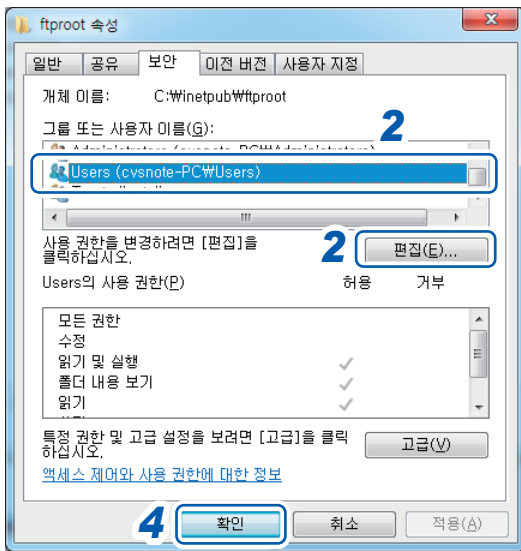 ftproot 속성
일반 공유 보안 이전 버전 사용자 지정
개체 이름: C:₩inetpub₩ftproot
그룹 또는 사용자 이름(G):
2
Users (cvsnote-PC₩Users)
사용 권한을 변경하려면 [편집]을
클릭하십시오.
2 편집(E)...
Users의 사용 권한(P) 허용 거부
모든 권한
수정
읽기 및 실행
폴더 내용 보기
읽기
특정 권한 및 고급 설정을 보려면 [고급]을 클릭
하십시오.
고급(V)
액세스 제어와 사용 권한에 대한 정보
4 확인 취소 적용(A)